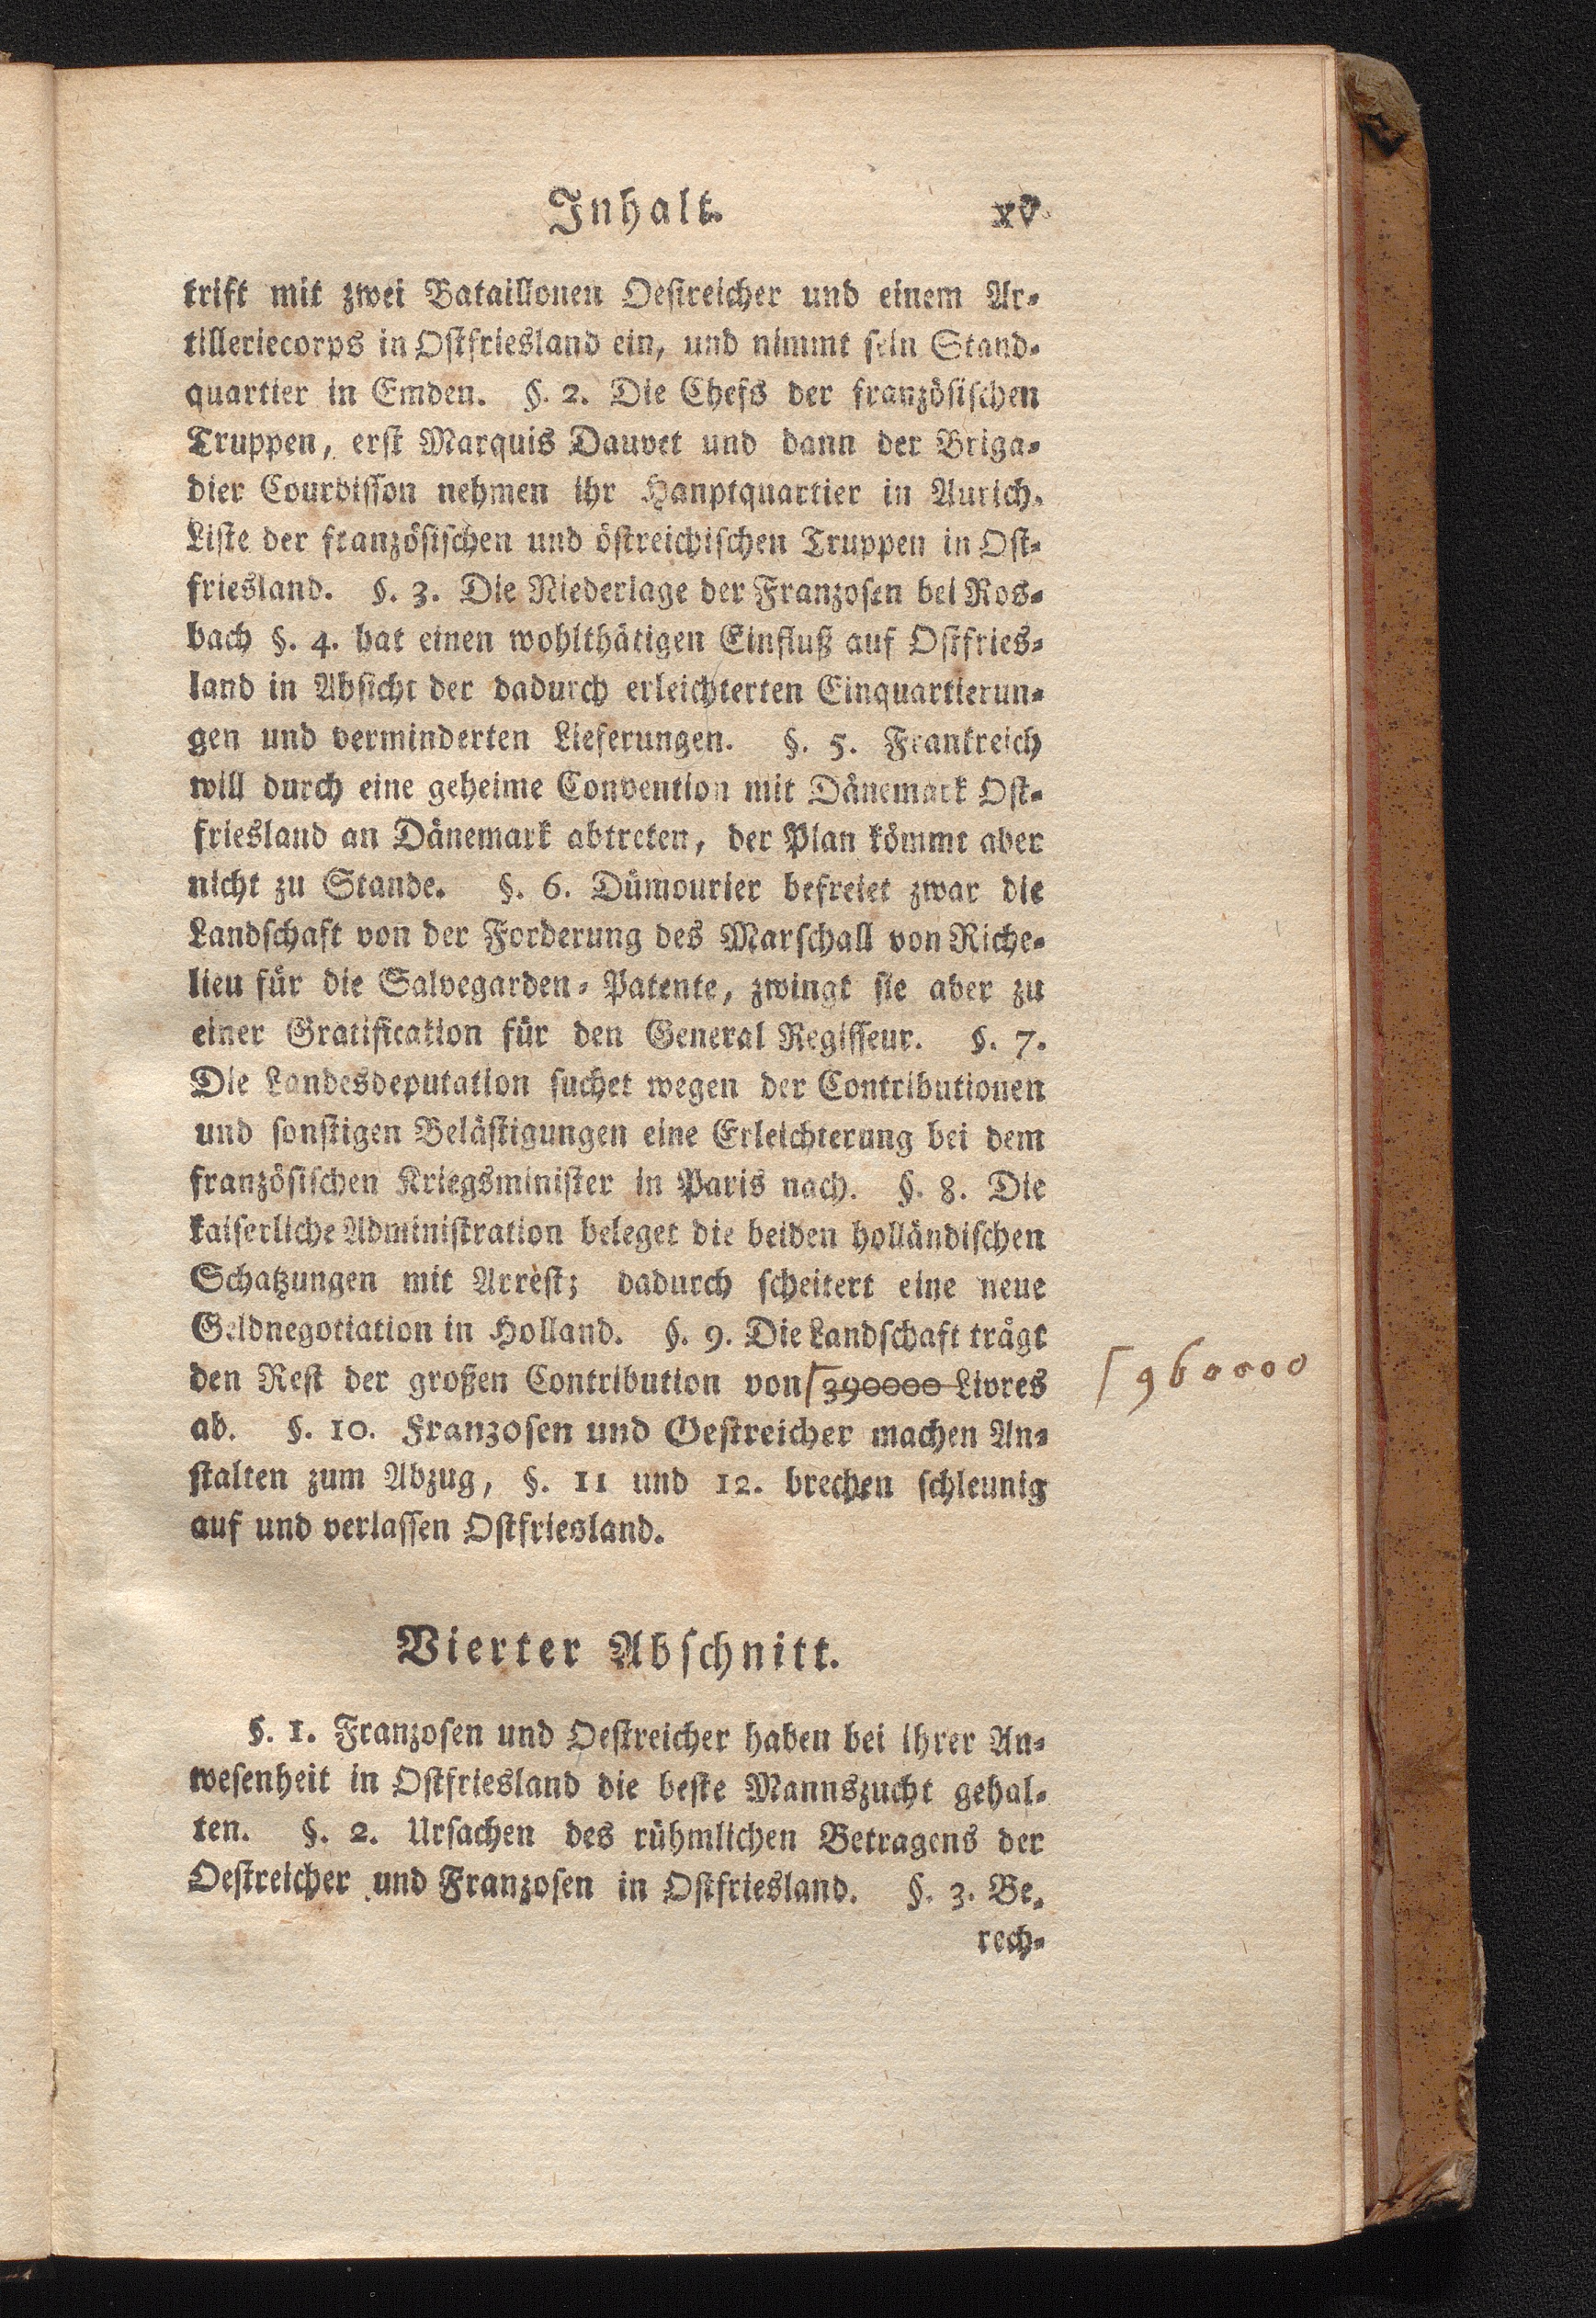 Inhalt. XV
trift mit zwei Bataillonen Oestreicher und einem Ar-
tilleriecorps in Ostfriesland ein, und nimmt sein Stand-
quartier in Emden. §. 2. Die Chefs der französischen
Truppen, erst Marquis Dauvet und dann der Briga-
dier Courbisson nehmen ihr Hanptquartier in Aurich.
Liste der französischen und östreichischen Truppen in Ost-
friesland. §. 3. Die Niederlage der Franzosen bei Ros-
bach §. 4. hat einen wohlthätigen Einfluß auf Ostfries-
land in Absicht der dadurch erleichterten Einquartierun-
gen und verminderten Lieferungen. §. 5. Frankreich
will durch eine geheime Convention mit Dänemark Ost-
friesland an Dänemark abtreten, der Plan kömmt aber
nicht zu Stande. §. 6. Dümourier befreiet zwar die
Landschaft von der Forderung des Marschall von Riche-
lieu für die Salvegarden-Patente, zwingt sie aber zu
einer Gratification für den General Regisseur. §. 7.
Die Landesdeputation suchet wegen der Contributionen
und sonstigen Belästigungen eine Erleichterung bei dem
französischen Kriegsminister in Paris nach. §. 8. Die
kaiserliche Administration beleget die beiden holländischen
Schatzungen mit Arrest; dadurch scheitert eine neue
Geldnegotiation in Holland. §. 9. Die Landschaft trägt
den Rest der großen Contribution von ⌈390000 Livres ⌈960000
ab. §. 10. Franzosen und Oestreicher machen An-
stalten zum Abzug, §. 11 und 12. brechen schleunig
auf und verlassen Ostfriesland.
Vierter Abschnitt.
§. 1. Franzosen und Oestreicher haben bei ihrer An-
wesenheit in Ostfriesland die beste Mannszucht gehal-
ten. §. 2. Ursachen des rühmlichen Betragens der
Oestreicher und Franzosen in Ostfriesland. §. 3. Be-
rech-